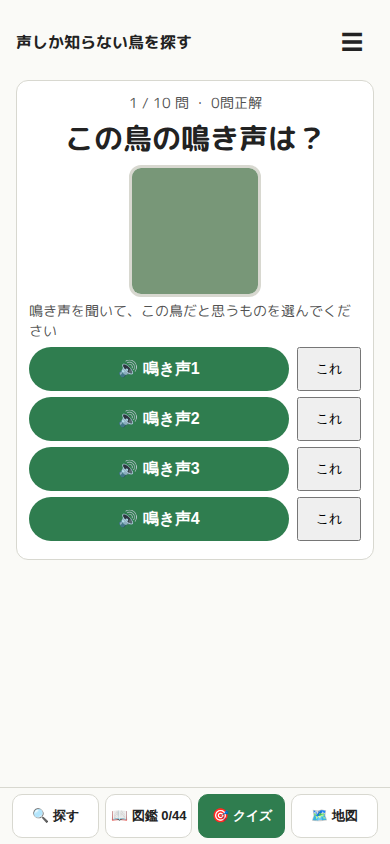 声しか知らない鳥を探す
1 / 10 問 · 0問正解
この鳥の鳴き声は？
鳴き声を聞いて、この鳥だと思うものを選んでくだ
さい
鳴き声1 これ
鳴き声2 これ
鳴き声3 これ
鳴き声4 これ
探す 図鑑 0/44 クイズ 地図